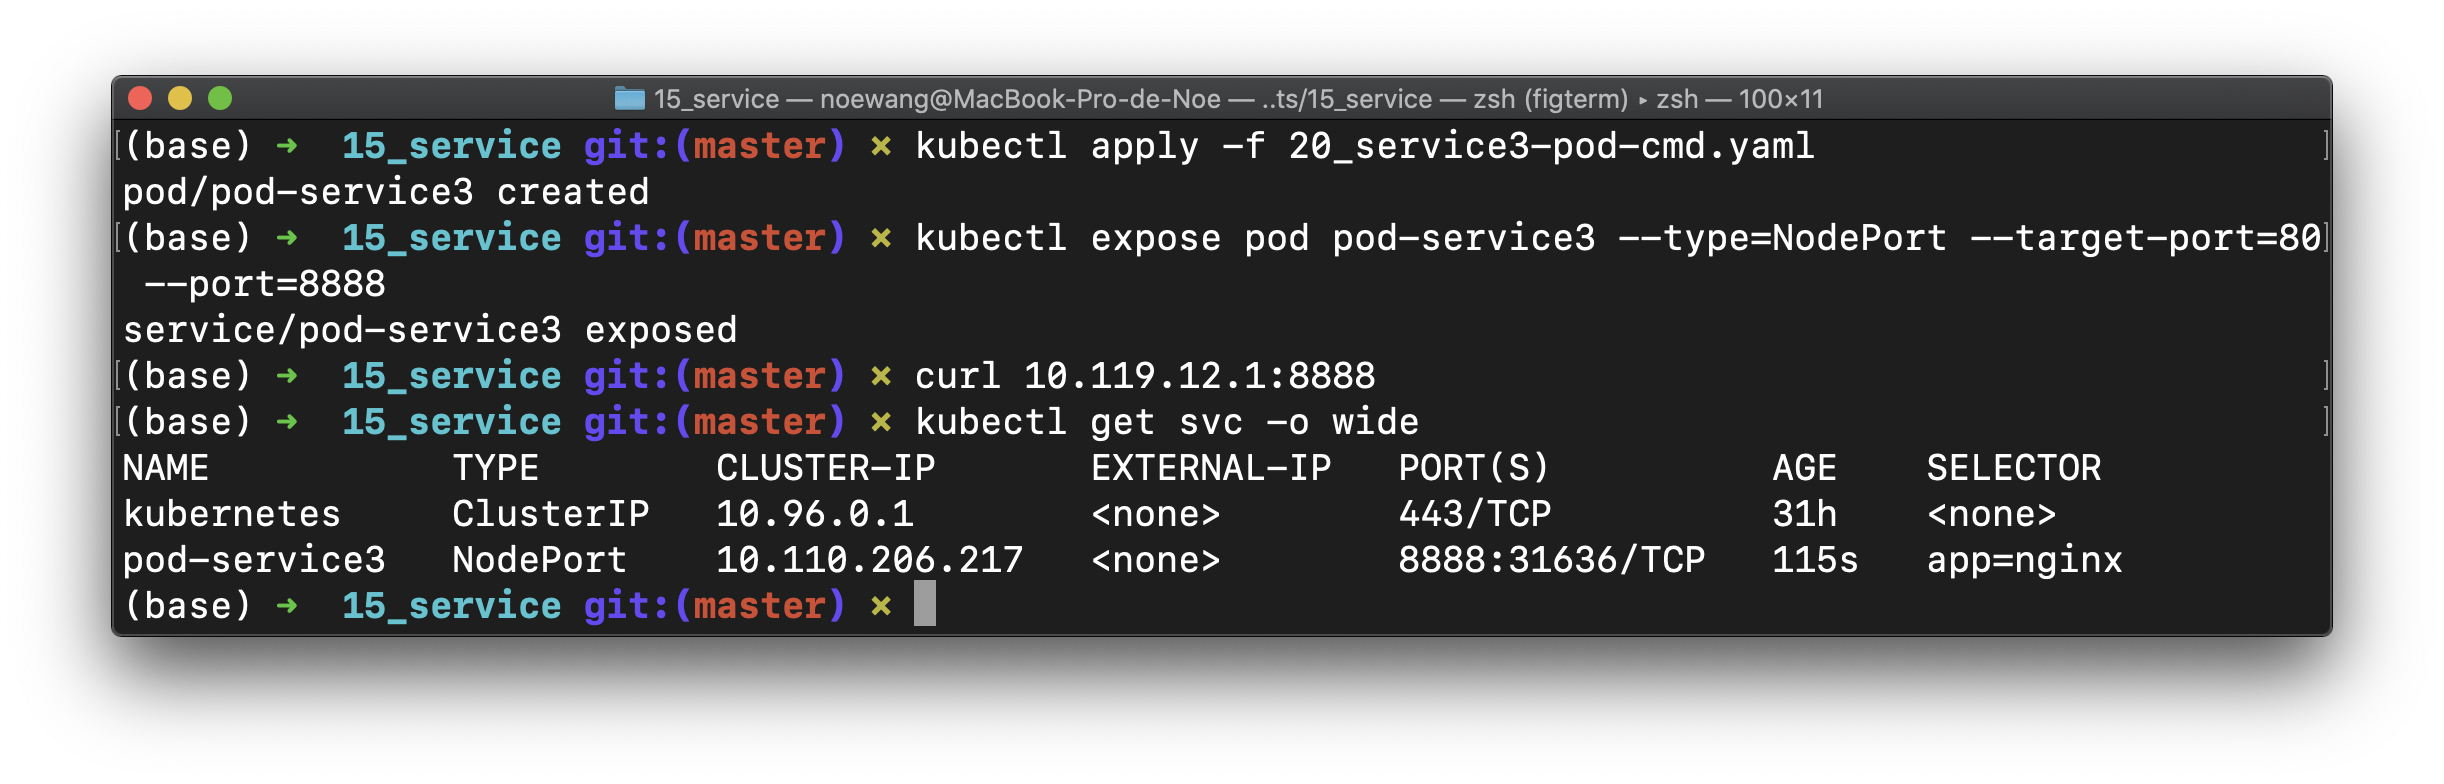 15_service — noewang@MacBook-Pro-de-Noe — ..ts/15_service — zsh (figterm) ▸ zsh — 100×11
(base) ➜  15_service git:(master) ✗ kubectl apply -f 20_service3-pod-cmd.yaml
pod/pod-service3 created
(base) ➜  15_service git:(master) ✗ kubectl expose pod pod-service3 --type=NodePort --target-port=80
 --port=8888
service/pod-service3 exposed
(base) ➜  15_service git:(master) ✗ curl 10.119.12.1:8888
(base) ➜  15_service git:(master) ✗ kubectl get svc -o wide
NAME           TYPE        CLUSTER-IP       EXTERNAL-IP   PORT(S)          AGE    SELECTOR
kubernetes     ClusterIP   10.96.0.1        <none>        443/TCP          31h    <none>
pod-service3   NodePort    10.110.206.217   <none>        8888:31636/TCP   115s   app=nginx
(base) ➜  15_service git:(master) ✗